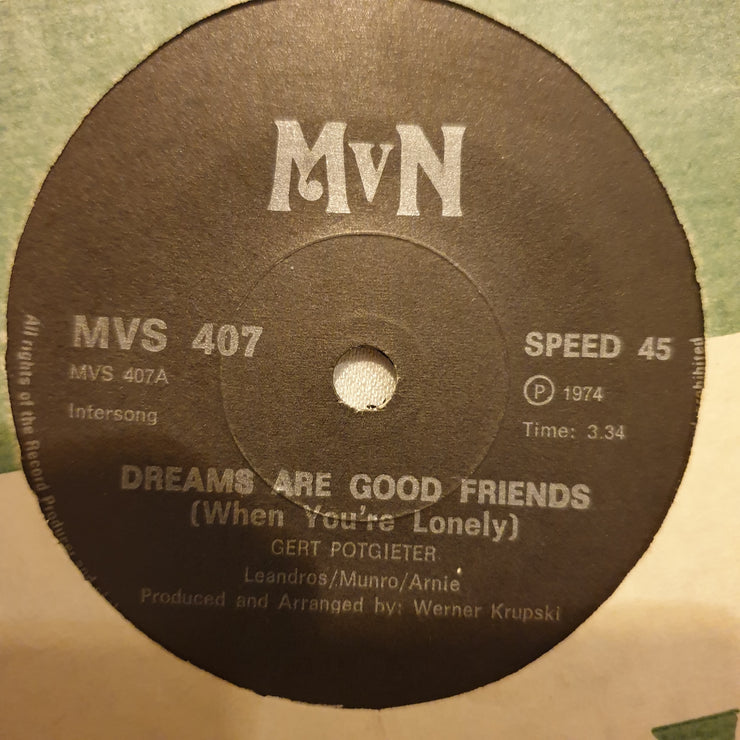 MvN
MVS 407
MVS 407A
Intersong
SPEED 45
Ⓟ 1974
Time: 3.34
DREAMS ARE GOOD FRIENDS
(When You're Lonely)
GERT POTGIETER
Leandros/Munro/Arnie
Produced and Arranged by: Werner Krupski
All rights of the Record Producer